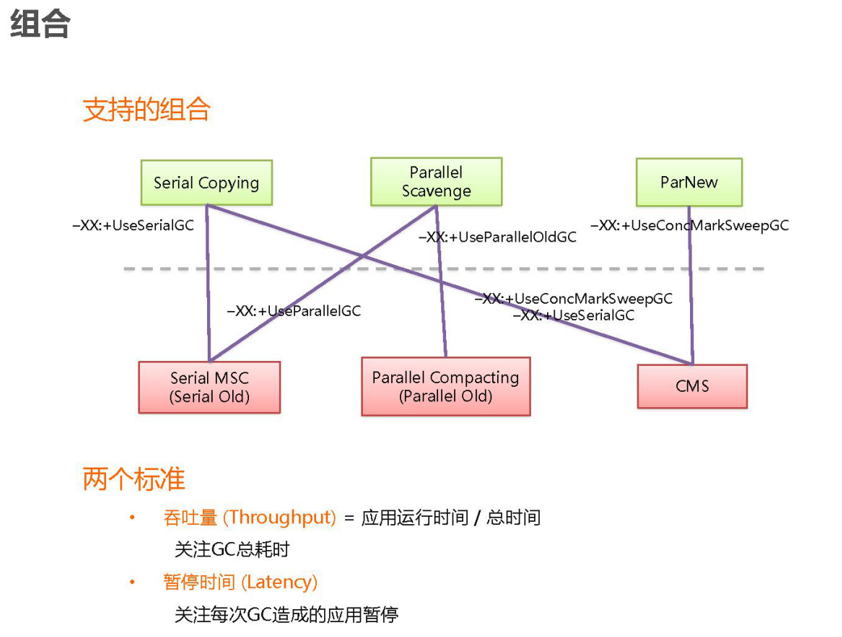 组合
支持的组合
Serial Copying
Parallel
Scavenge
ParNew
–XX:+UseSerialGC
–XX:+UseParallelOldGC
–XX:+UseConcMarkSweepGC
–XX:+UseParallelGC
–XX:+UseConcMarkSweepGC
–XX:+UseSerialGC
Serial MSC
(Serial Old)
Parallel Compacting
(Parallel Old)
CMS
两个标准
• 吞吐量 (Throughput) = 应用运行时间 / 总时间
关注GC总耗时
• 暂停时间 (Latency)
关注每次GC造成的应用暂停